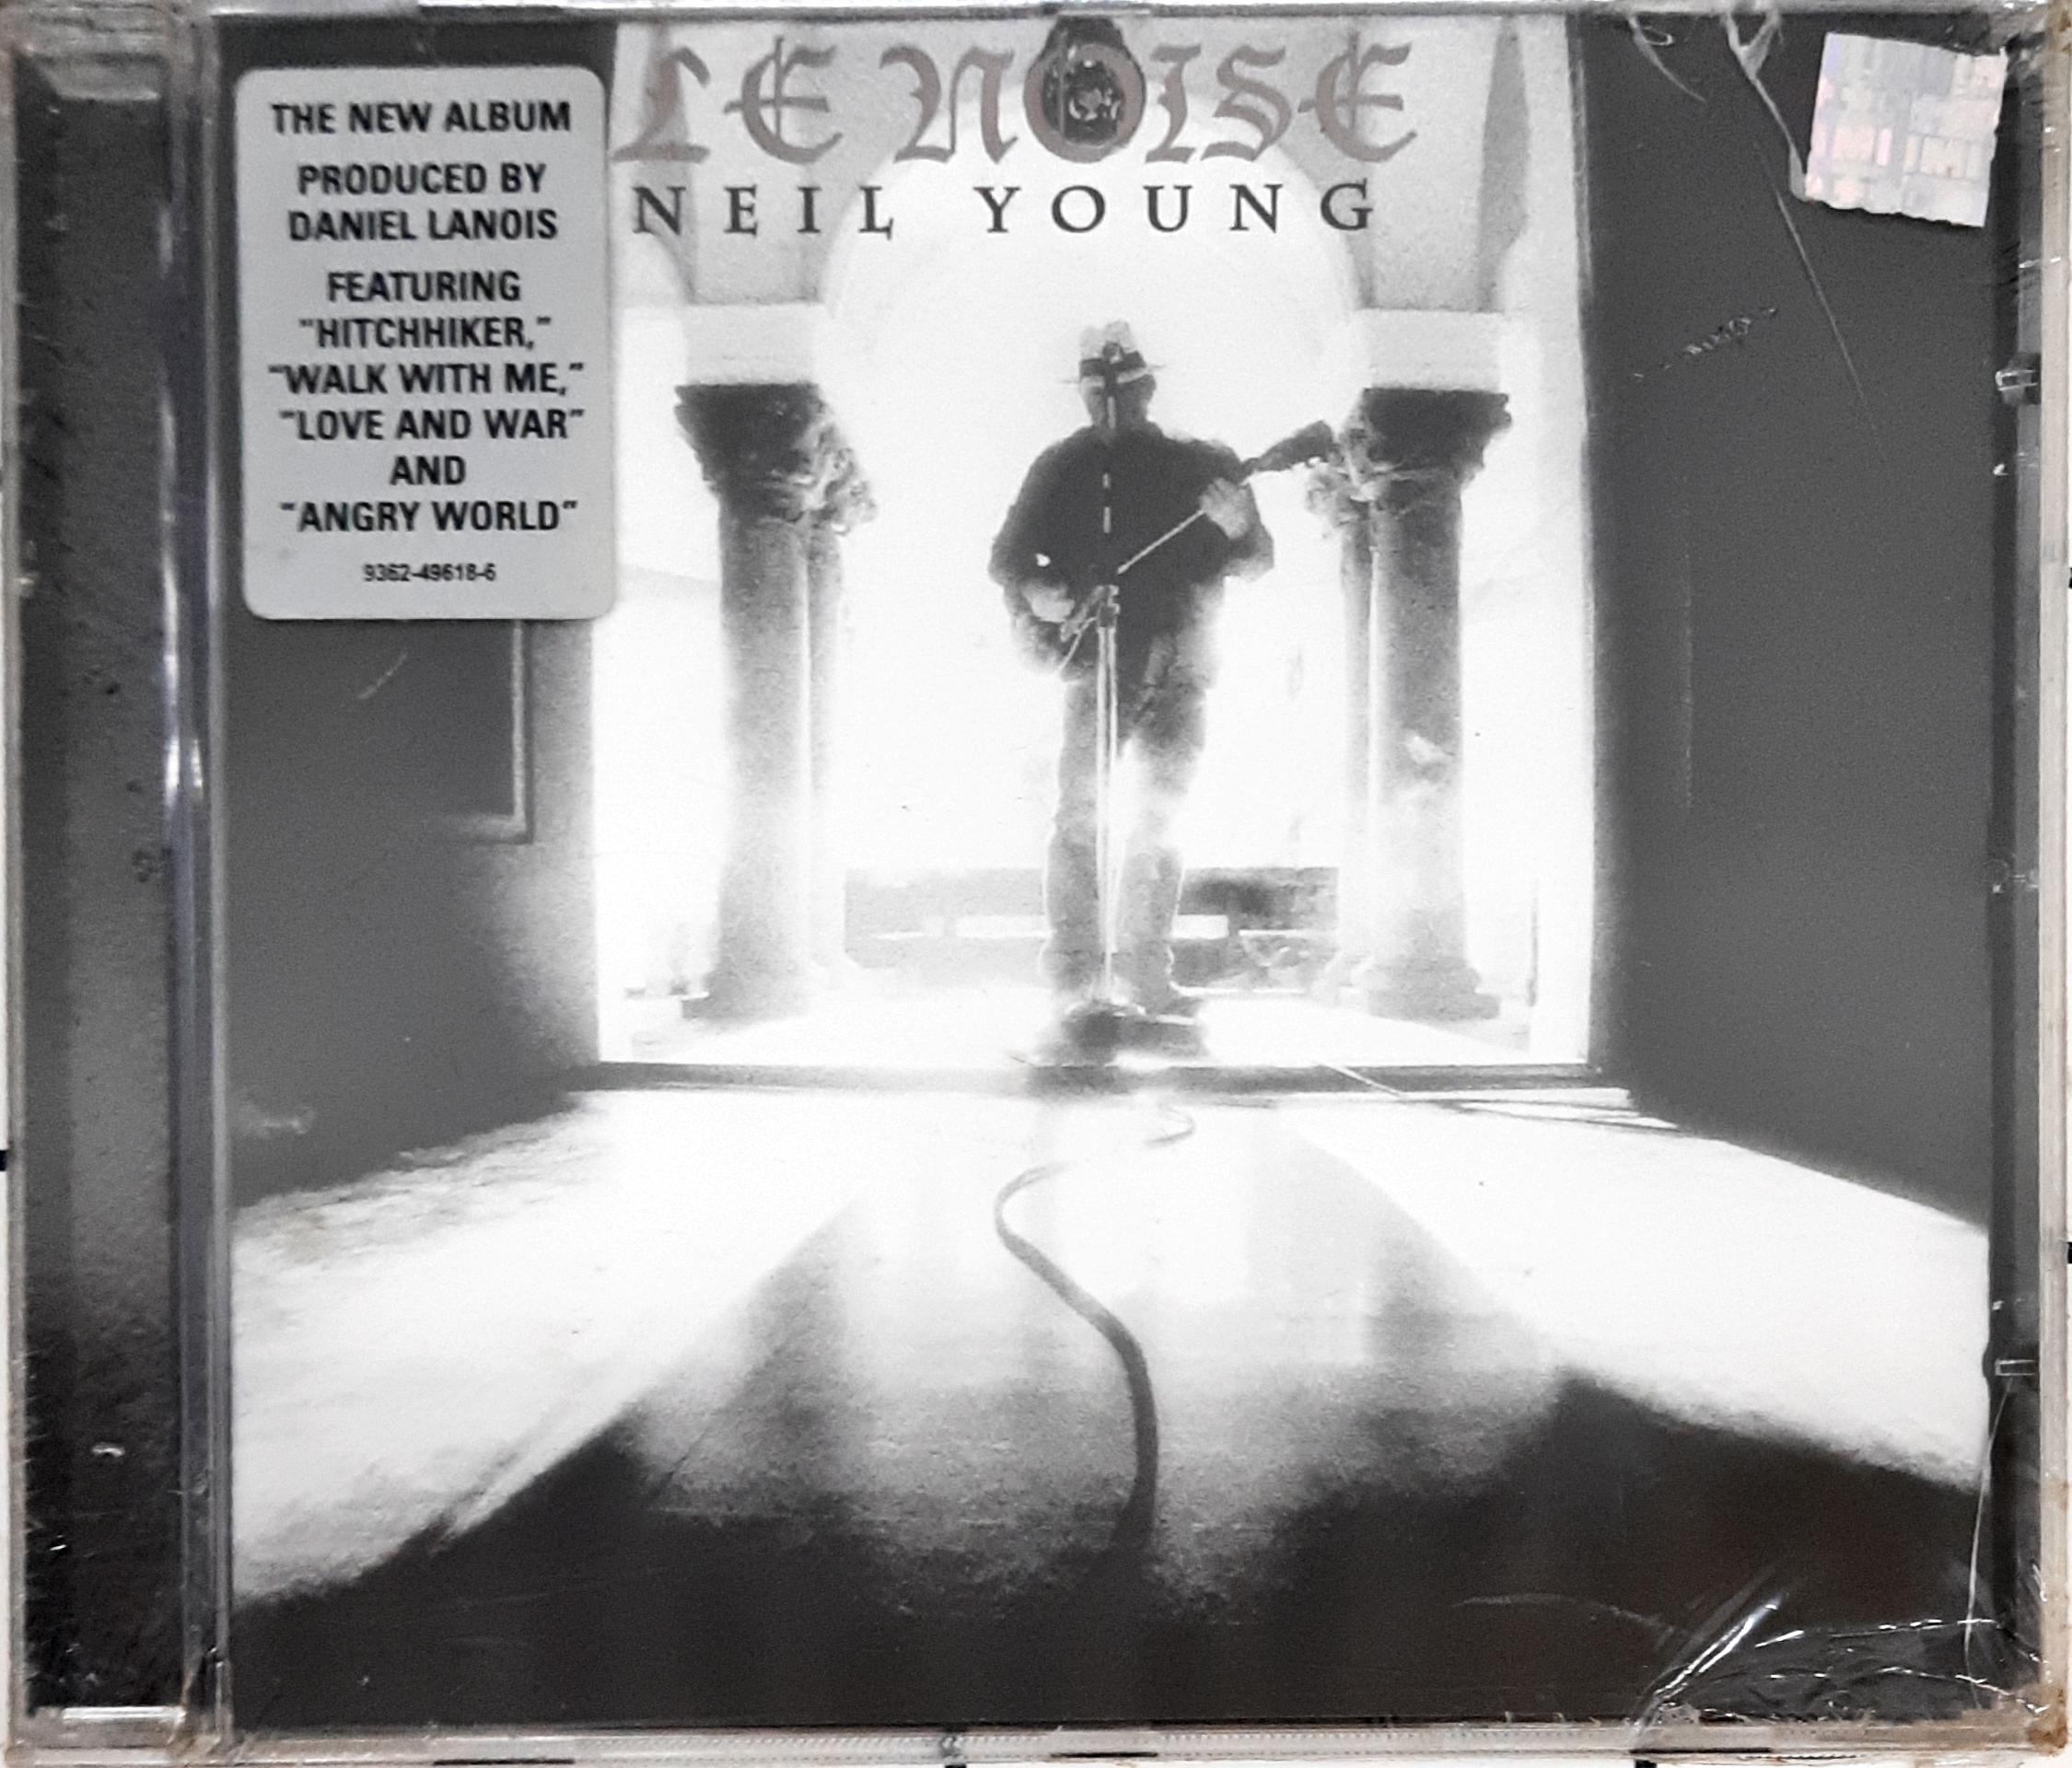 LE NOISE
NEIL YOUNG
THE NEW ALBUM
PRODUCED BY
DANIEL LANOIS
FEATURING
"HITCHHIKER,"
"WALK WITH ME,"
"LOVE AND WAR"
AND
"ANGRY WORLD"
9362-49618-6